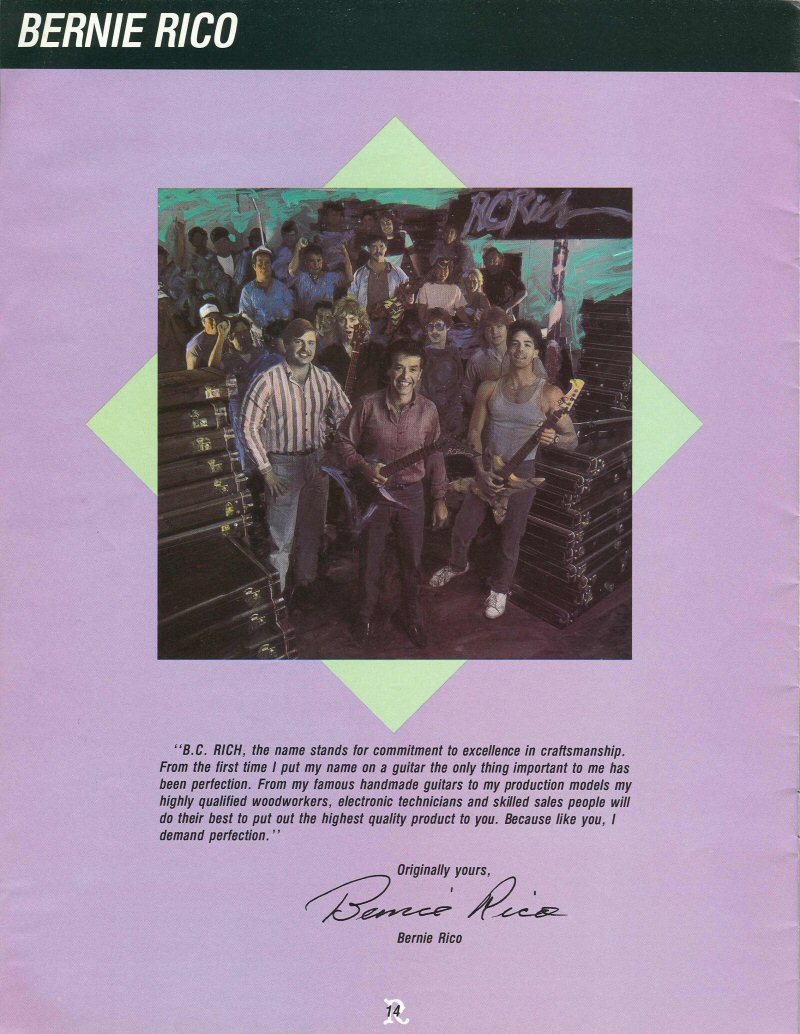 BERNIE RICO
B.C. Rich
‘‘B.C. RICH, the name stands for commitment to excellence in craftsmanship.
From the first time I put my name on a guitar the only thing important to me has
been perfection. From my famous handmade guitars to my production models my
highly qualified woodworkers, electronic technicians and skilled sales people will
do their best to put out the highest quality product to you. Because like you, I
demand perfection.’’
Originally yours,
Bernie Rico
Bernie Rico
R
14